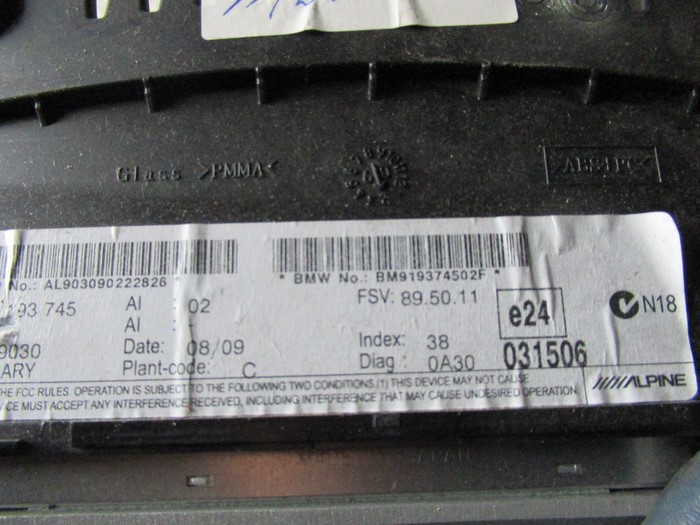 Glass >PMMA<
>ABS+PC<
No.: AL903090222826 *
* BMW No.: BM919374502F *
193 745
AI : 02
FSV: 89.50.11
e24
N18
AI : -
9030
Date: 08/09
Index: 38
ARY
Plant-code: C
Diag : 0A30
031506
ALPINE
HE FCC RULES. OPERATION IS SUBJECT TO THE FOLLOWING TWO CONDITIONS.(1) THIS DEVICE MAY NOT CAUSE
CE MUST ACCEPT ANY INTERFERENCE RECEIVED, INCLUDING INTERFERENCE THAT MAY CAUSE UNDESIRED OPERATION.